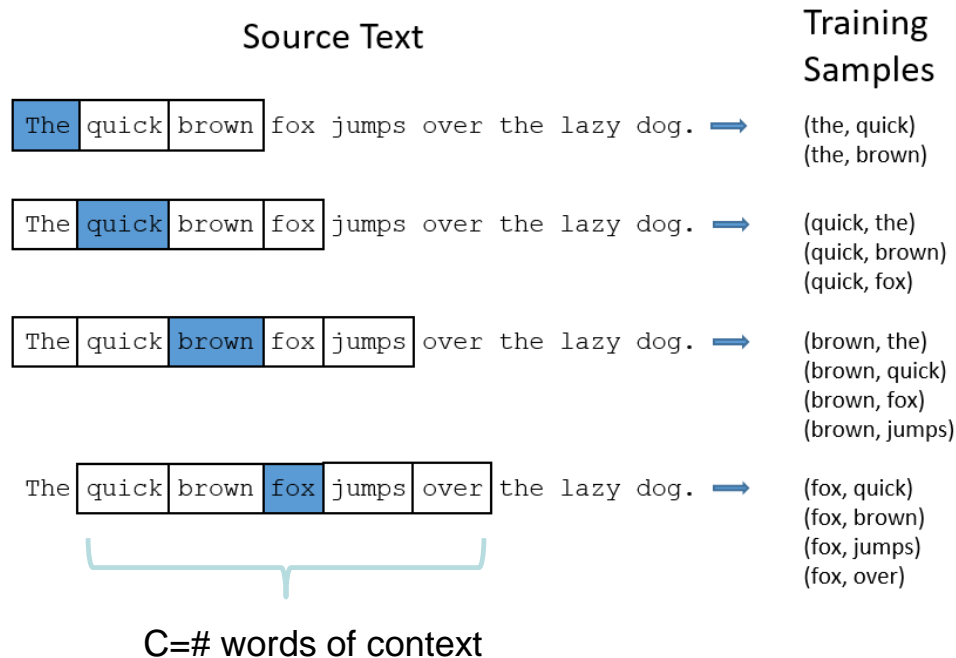 Source Text
Training
Samples
The quick brown fox jumps over the lazy dog.
(the, quick)
(the, brown)
The quick brown fox jumps over the lazy dog.
(quick, the)
(quick, brown)
(quick, fox)
The quick brown fox jumps over the lazy dog.
(brown, the)
(brown, quick)
(brown, fox)
(brown, jumps)
The quick brown fox jumps over the lazy dog.
(fox, quick)
(fox, brown)
(fox, jumps)
(fox, over)
C=# words of context